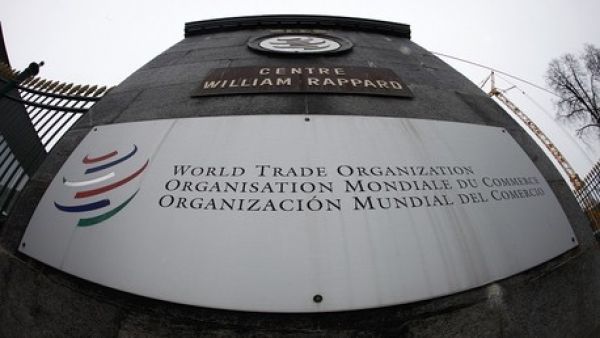 CENTRE
WILLIAM RAPPARD
WORLD TRADE ORGANIZATION
ORGANISATION MONDIALE DU COMMERCE
ORGANIZACIÓN MUNDIAL DEL COMERCIO